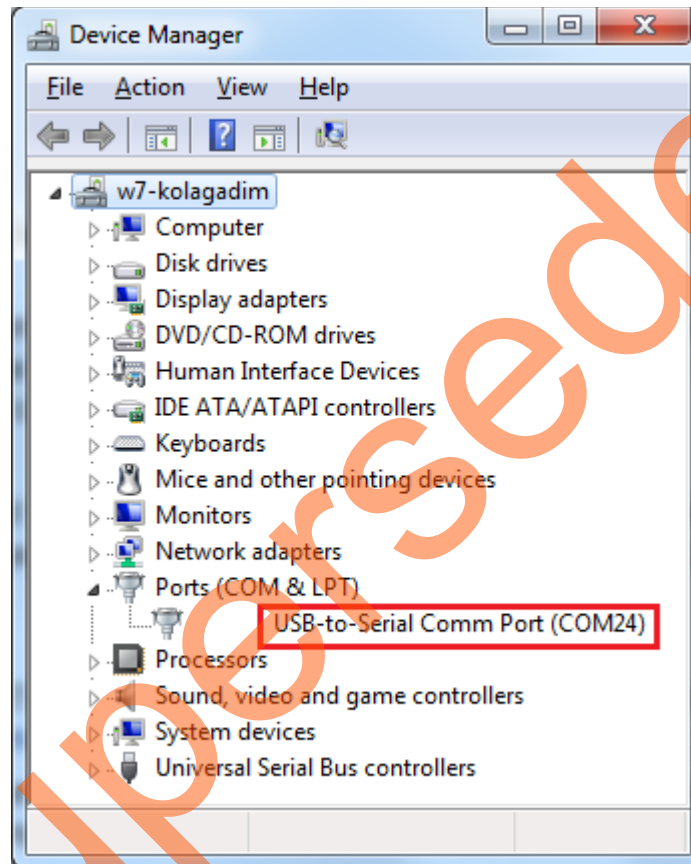 Device Manager
File Action View Help
w7-kolagadim
Computer
Disk drives
Display adapters
DVD/CD-ROM drives
Human Interface Devices
IDE ATA/ATAPI controllers
Keyboards
Mice and other pointing devices
Monitors
Network adapters
Ports (COM & LPT)
USB-to-Serial Comm Port (COM24)
Processors
Sound, video and game controllers
System devices
Universal Serial Bus controllers